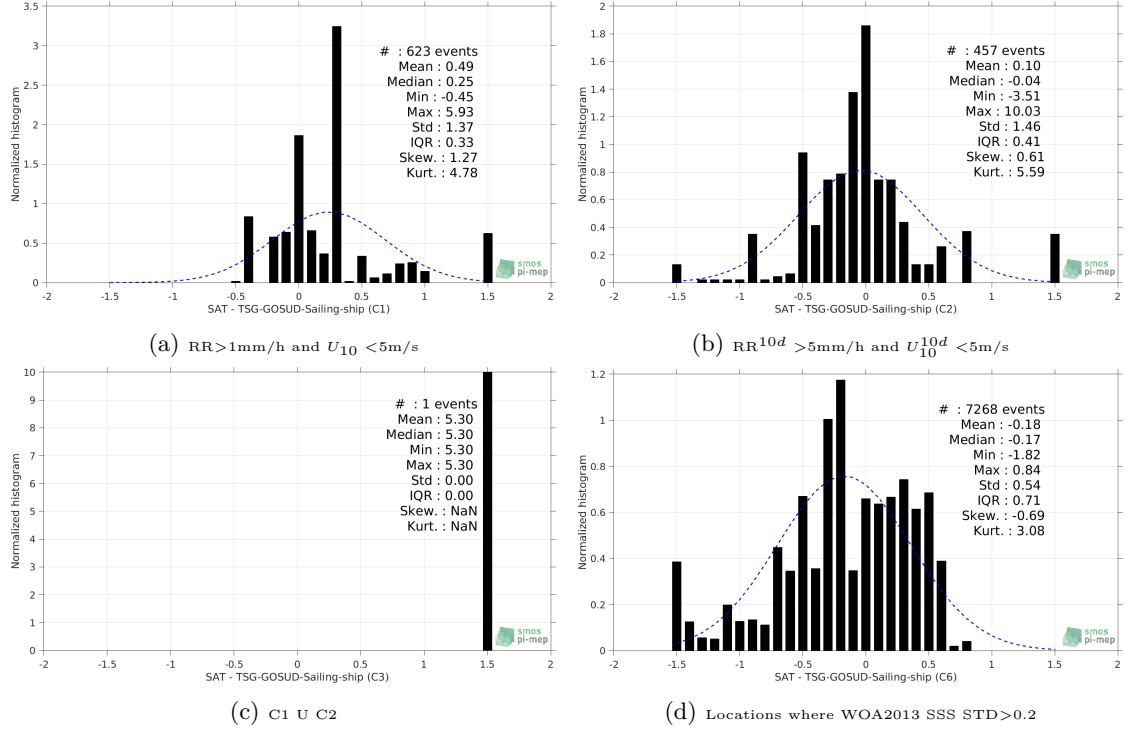 3.5
3
2.5
2
1.5
1
0.5
0
-2
-1.5
-1
-0.5
0
0.5
1
1.5
2
Normalized histogram
SAT - TSG-GOSUD-Sailing-ship (C1)
# : 623 events
Mean : 0.49
Median : 0.25
Min : -0.45
Max : 5.93
Std : 1.37
IQR : 0.33
Skew. : 1.27
Kurt. : 4.78
smos
pi-mep
(a) RR>1mm/h and U10 <5m/s
2
1.8
1.6
1.4
1.2
1
0.8
0.6
0.4
0.2
0
-2
-1.5
-1
-0.5
0
0.5
1
1.5
2
Normalized histogram
SAT - TSG-GOSUD-Sailing-ship (C2)
# : 457 events
Mean : 0.10
Median : -0.04
Min : -3.51
Max : 10.03
Std : 1.46
IQR : 0.41
Skew. : 0.61
Kurt. : 5.59
smos
pi-mep
(b) RR10d >5mm/h and U10d10 <5m/s
10
9
8
7
6
5
4
3
2
1
0
-2
-1.5
-1
-0.5
0
0.5
1
1.5
2
Normalized histogram
SAT - TSG-GOSUD-Sailing-ship (C3)
# : 1 events
Mean : 5.30
Median : 5.30
Min : 5.30
Max : 5.30
Std : 0.00
IQR : 0.00
Skew. : NaN
Kurt. : NaN
smos
pi-mep
(c) C1 U C2
1.2
1
0.8
0.6
0.4
0.2
0
-2
-1.5
-1
-0.5
0
0.5
1
1.5
2
Normalized histogram
SAT - TSG-GOSUD-Sailing-ship (C6)
# : 7268 events
Mean : -0.18
Median : -0.17
Min : -1.82
Max : 0.84
Std : 0.54
IQR : 0.71
Skew. : -0.69
Kurt. : 3.08
smos
pi-mep
(d) Locations where WOA2013 SSS STD>0.2